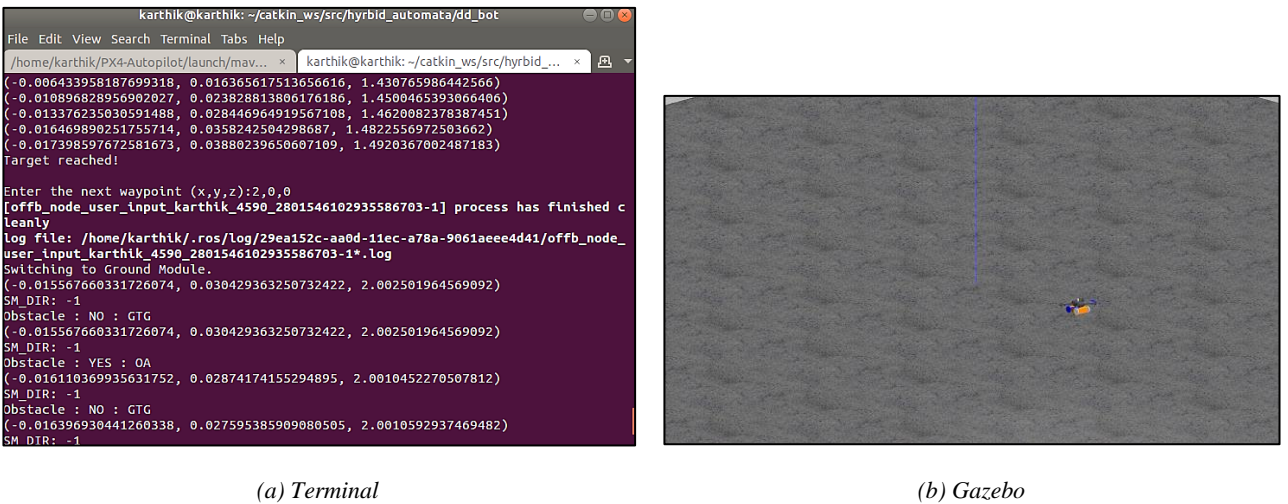 karthik@karthik: ~/catkin_ws/src/hyrbid_automata/dd_bot
File Edit View Search Terminal Tabs Help
/home/karthik/PX4-Autopilot/launch/mav... × karthik@karthik: ~/catkin_ws/src/hybrid_... ×
(-0.006433958187699318, 0.016365617513656616, 1.430765986442566)
(-0.010896828956902027, 0.023828813806176186, 1.4500465393066406)
(-0.013376235030591488, 0.028446964919567108, 1.4620082378387451)
(-0.016469890251755714, 0.0358242504298687, 1.4822556972503662)
(-0.017398597672581673, 0.03880239650607109, 1.4920367002487183)
Target reached!
Enter the next waypoint (x,y,z):2,0,0
[offb_node_user_input_karthik_4590_2801546102935586703-1] process has finished c
leanly
log file: /home/karthik/.ros/log/29ea152c-aa0d-11ec-a78a-9061aeee4d41/offb_node_
user_input_karthik_4590_2801546102935586703-1*.log
Switching to Ground Module.
(-0.015567660331726074, 0.030429363250732422, 2.002501964569092)
SM_DIR: -1
Obstacle : NO : GTG
(-0.015567660331726074, 0.030429363250732422, 2.002501964569092)
SM_DIR: -1
Obstacle : YES : OA
(-0.016110369935631752, 0.02874174155294895, 2.0010452270507812)
SM_DIR: -1
Obstacle : NO : GTG
(-0.016396930441260338, 0.027595385909080505, 2.0010592937469482)
SM_DIR: -1
(a) Terminal
(b) Gazebo